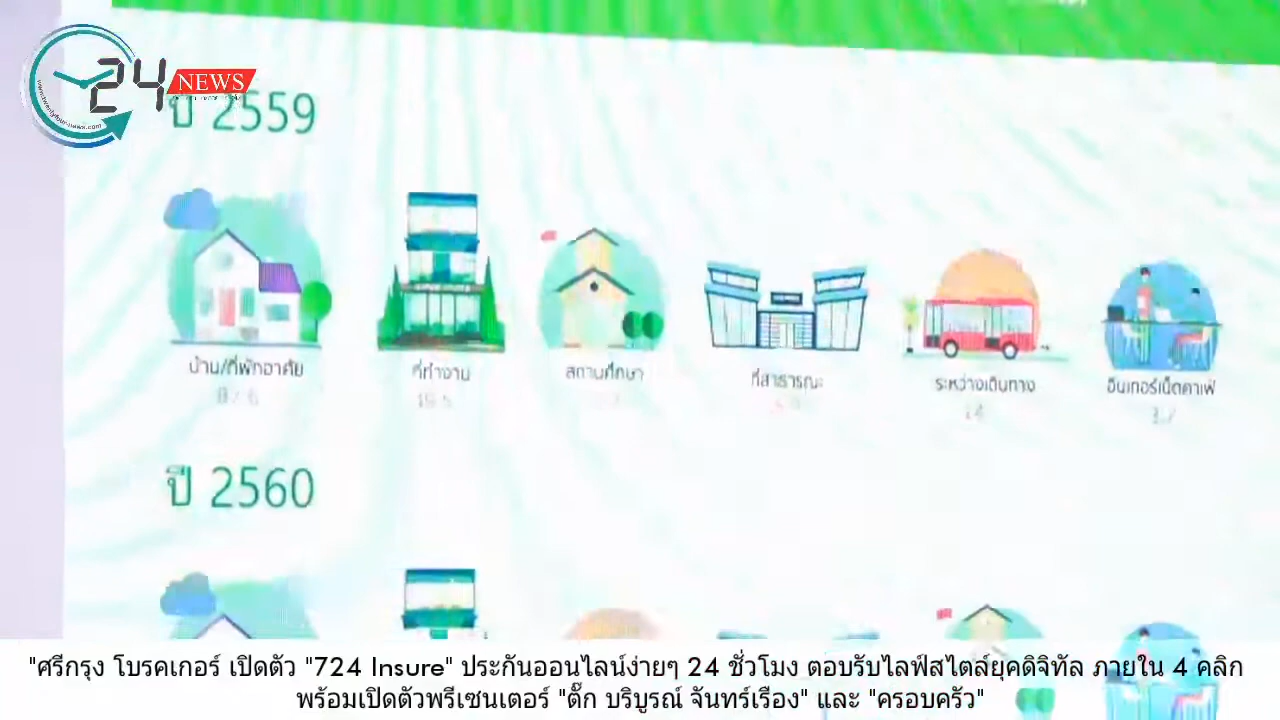 24 NEWS
ปี 2559
บ้าน/ที่พักอาศัย
ที่ทำงาน
สถานศึกษา
ที่สาธารณะ
ระหว่างเดินทาง
อินเทอร์เน็ตคาเฟ่
ปี 2560
"ศรีกรุง โบรคเกอร์ เปิดตัว "724 Insure" ประกันออนไลน์ง่ายๆ 24 ชั่วโมง ตอบรับไลฟ์สไตล์ยุคดิจิทัล ภายใน 4 คลิก
พร้อมเปิดตัวพรีเซนเตอร์ "ดั๊ก บริบูรณ์ จันทร์เรือง" และ "ครอบครัว"